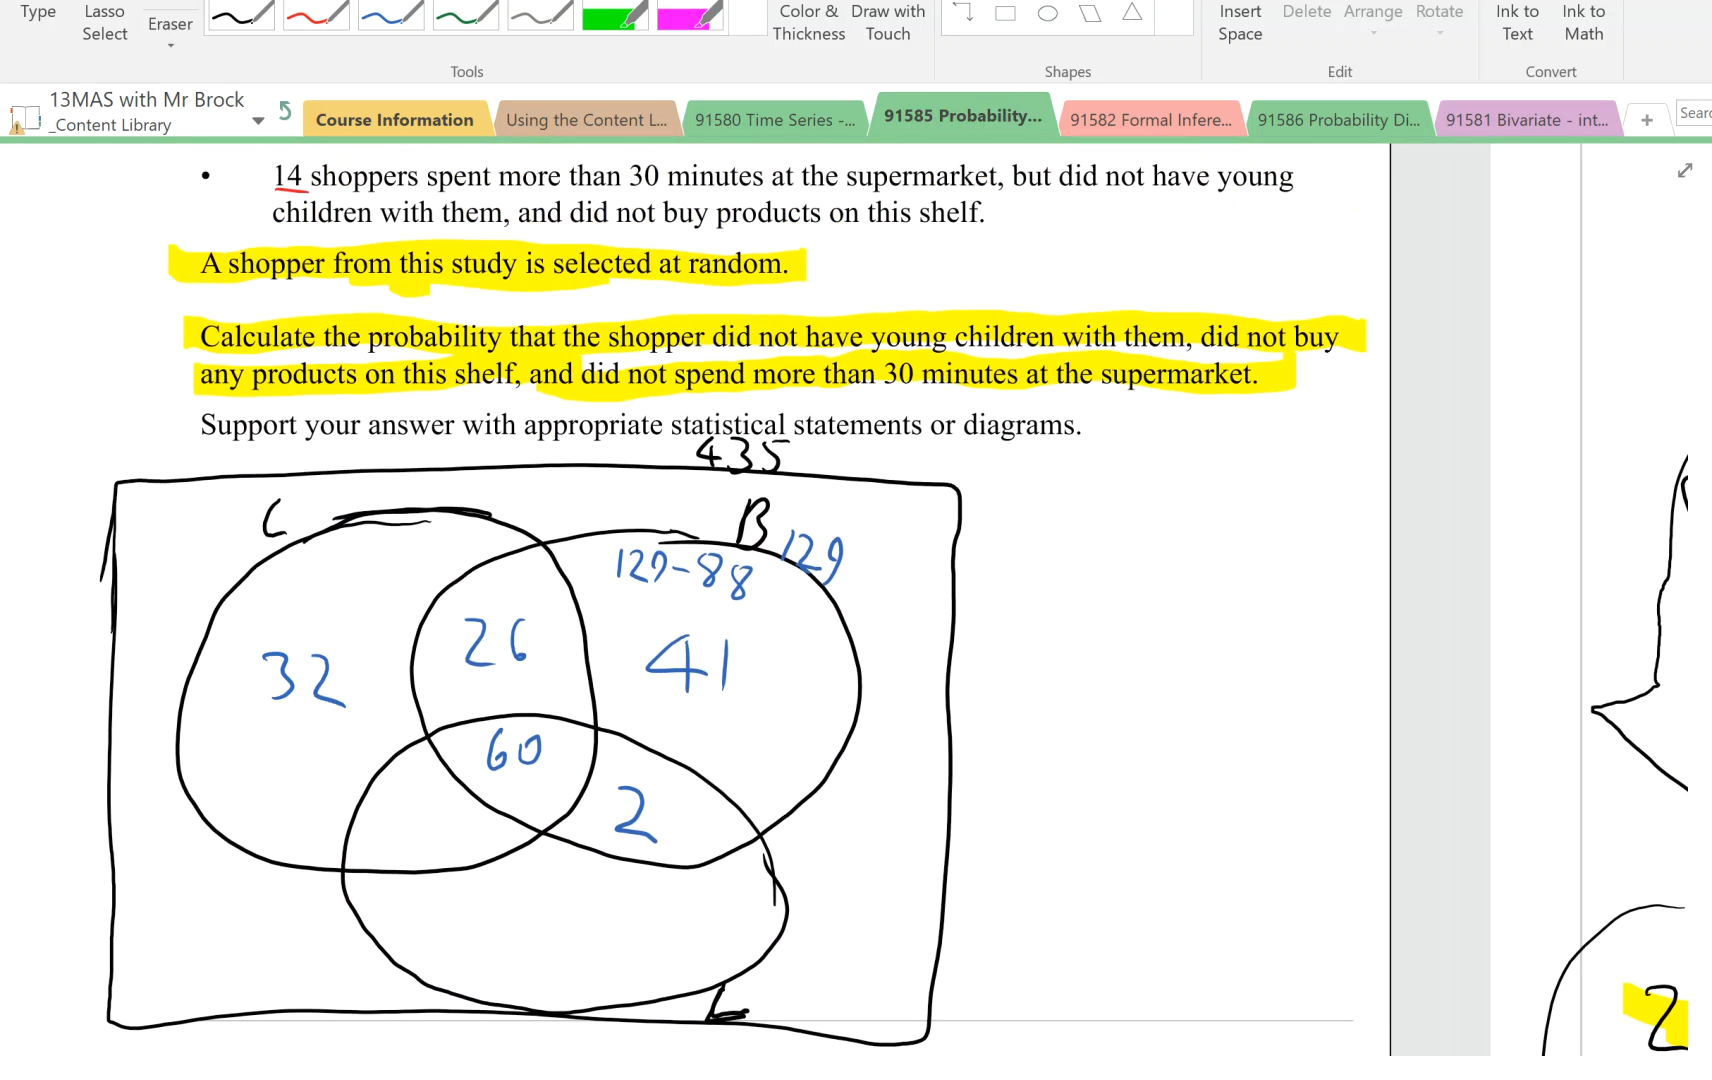 Type
Lasso
Select
Eraser
Color &
Thickness
Draw with
Touch
Insert
Space
Delete
Arrange
Rotate
Ink to
Text
Ink to
Math
Tools
Shapes
Edit
Convert
13MAS with Mr Brock
_Content Library
Course Information
Using the Content L...
91580 Time Series -...
91585 Probability...
91582 Formal Infere...
91586 Probability Di...
91581 Bivariate - int...
+
Searc
• 14 shoppers spent more than 30 minutes at the supermarket, but did not have young
children with them, and did not buy products on this shelf.
A shopper from this study is selected at random.
Calculate the probability that the shopper did not have young children with them, did not buy
any products on this shelf, and did not spend more than 30 minutes at the supermarket.
Support your answer with appropriate statistical statements or diagrams.
435
C
B
129
129-88
26
32
41
60
2
L
2